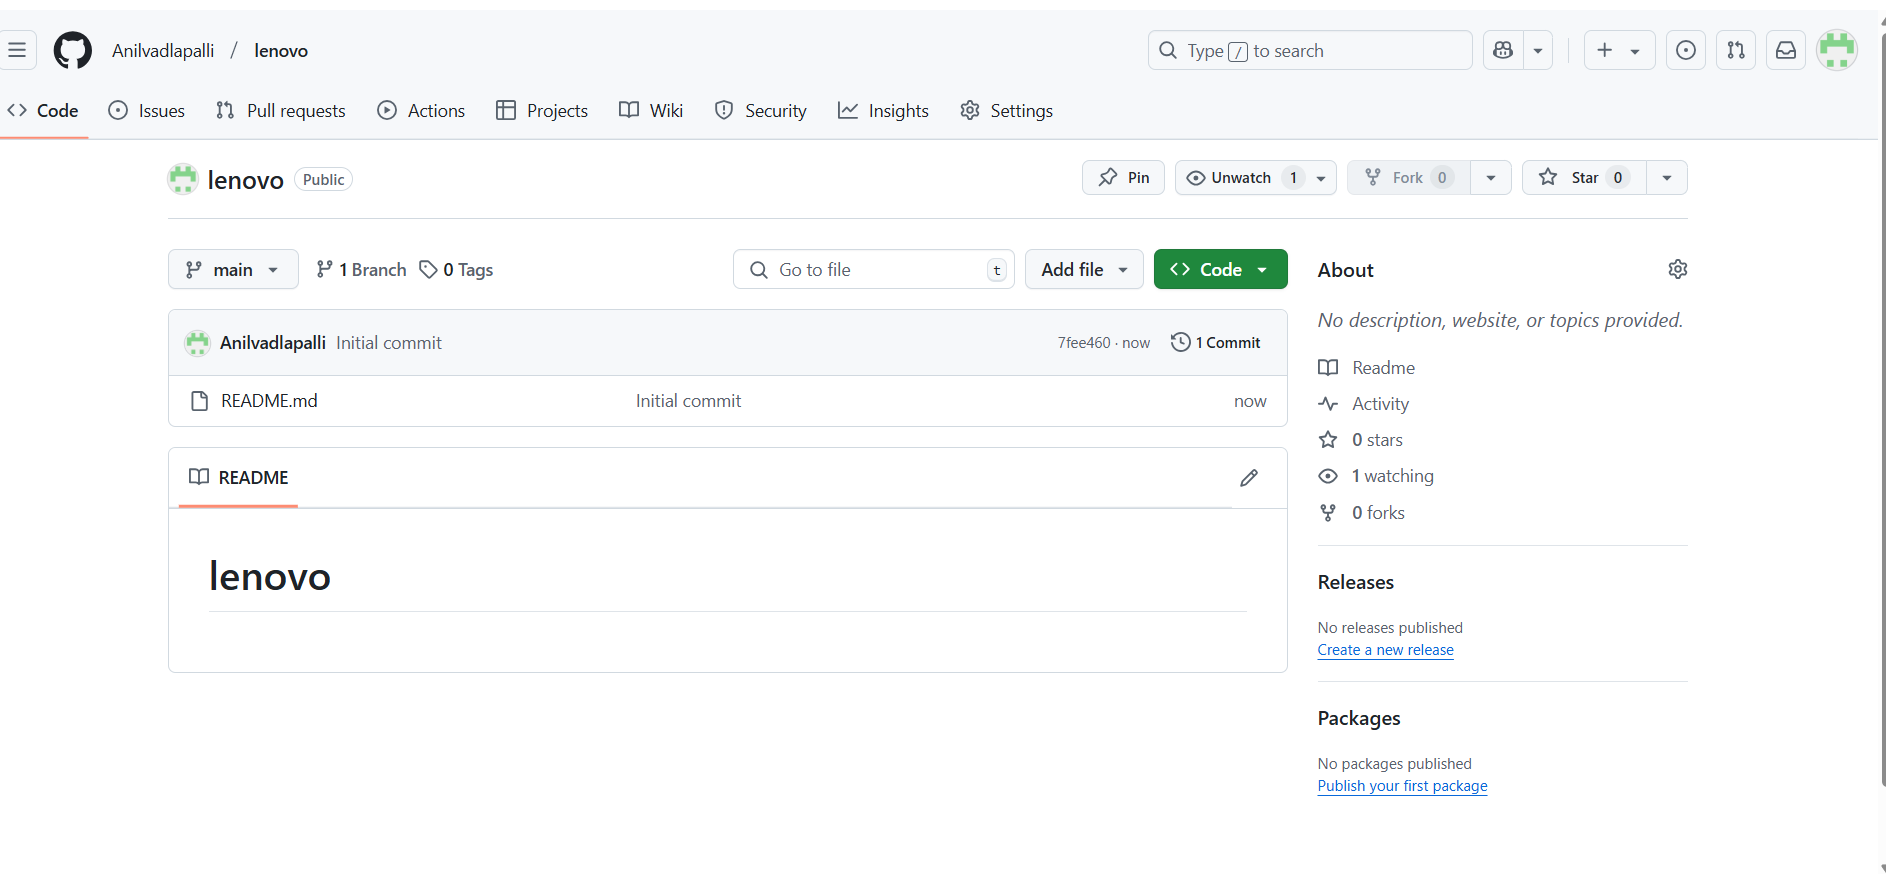 Anilvadlapalli / lenovo
Type / to search
Code Issues Pull requests Actions Projects Wiki Security Insights Settings
lenovo Public
Pin Unwatch 1 Fork 0 Star 0
main 1 Branch 0 Tags
Go to file t Add file Code
Anilvadlapalli Initial commit 7fee460 · now 1 Commit
README.md Initial commit now
README
lenovo
About
No description, website, or topics provided.
Readme
Activity
0 stars
1 watching
0 forks
Releases
No releases published
Create a new release
Packages
No packages published
Publish your first package